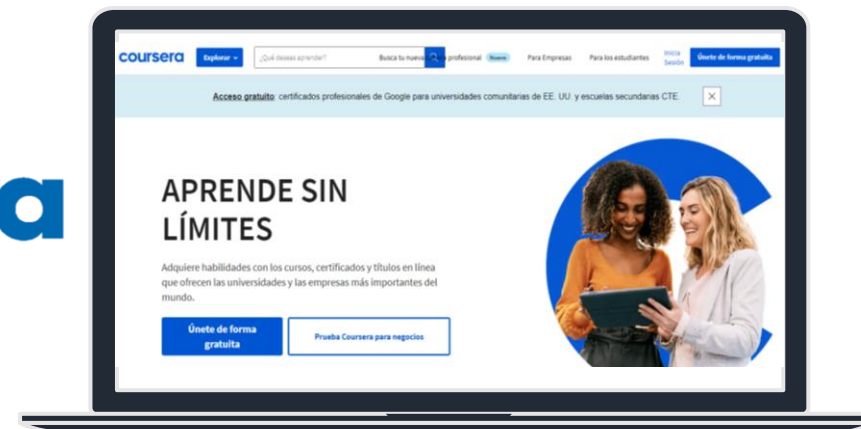 a
coursera Explorar ¿Qué deseas aprender? Busca tu nueva profesional Nuevo Para Empresas Para los estudiantes Inicia Sesión Únete de forma gratuita
Acceso gratuito: certificados profesionales de Google para universidades comunitarias de EE. UU. y escuelas secundarias CTE.
APRENDE SIN
LÍMITES
Adquiere habilidades con los cursos, certificados y títulos en línea
que ofrecen las universidades y las empresas más importantes del
mundo.
Únete de forma
gratuita
Prueba Coursera para negocios